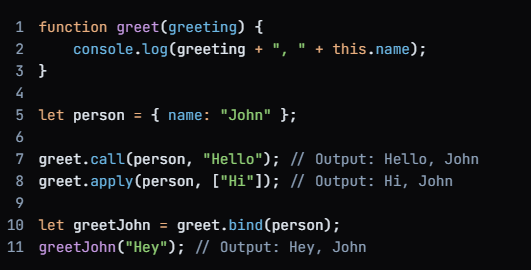 1 function greet(greeting) {
2     console.log(greeting + ", " + this.name);
3 }
4
5 let person = { name: "John" };
6
7 greet.call(person, "Hello"); // Output: Hello, John
8 greet.apply(person, ["Hi"]); // Output: Hi, John
9
10 let greetJohn = greet.bind(person);
11 greetJohn("Hey"); // Output: Hey, John